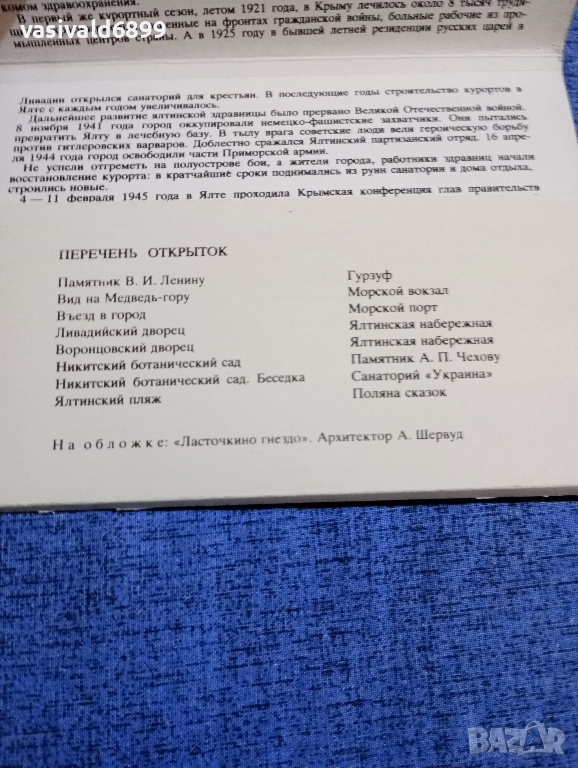 комом здравоохранения.
В первый же курортный сезон, летом 1921 года, в Крыму лечилось около 8 тысяч трудя-
на фронтах гражданской войны, больные рабочие из про-
мышленных центров страны. А в 1925 году в бывшей летней резиденции русских царей в
vasivald6899
Ливадии открылся санаторий для крестьян. В последующие годы строительство курортов в
Ялте с каждым годом увеличивалось.
Дальнейшее развитие ялтинской здравницы было прервано Великой Отечественной войной.
8 ноября 1941 года город оккупировали немецко-фашистские захватчики. Они пытались
превратить Ялту в лечебную базу. В тылу врага советские люди вели героическую борьбу
против гитлеровских варваров. Доблестно сражался Ялтинский партизанский отряд. 16 апре-
ля 1944 года город освободили части Приморской армии.
Не успели отгреметь на полуострове бои, а жители города, работники здравниц начали
восстановление курорта: в кратчайшие сроки поднимались из руин санатории и дома отдыха,
строились новые.
4 — 11 февраля 1945 года в Ялте проходила Крымская конференция глав правительств
ПЕРЕЧЕНЬ ОТКРЫТОК
Памятник В. И. Ленину
Вид на Медведь-гору
Въезд в город
Ливадийский дворец
Воронцовский дворец
Никитский ботанический сад
Никитский ботанический сад. Беседка
Ялтинский пляж
Гурзуф
Морской вокзал
Морской порт
Ялтинская набережная
Ялтинская набережная
Памятник А. П. Чехову
Санаторий «Украина»
Поляна сказок
На обложке: «Ласточкино гнездо». Архитектор А. Шервуд
BAZAR